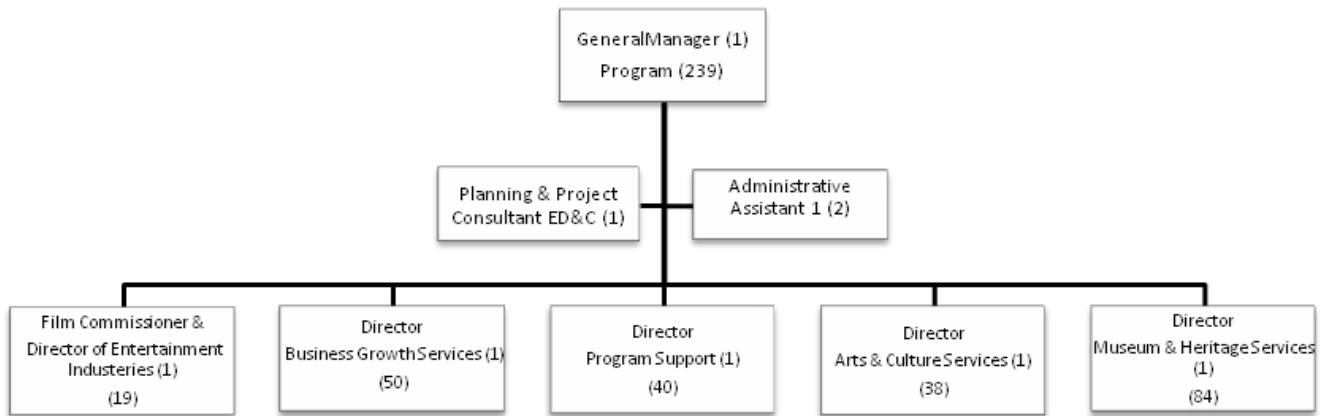 GeneralManager (1)
Program (239)
Planning & Project
Consultant ED&C (1)
Administrative
Assistant 1 (2)
Film Commissioner &
Director of Entertainment
Industeries (1)
(19)
Director
Business Growth Services (1)
(50)
Director
Program Support (1)
(40)
Director
Arts & Culture Services (1)
(38)
Director
Museum & Heritage Services
(1)
(84)